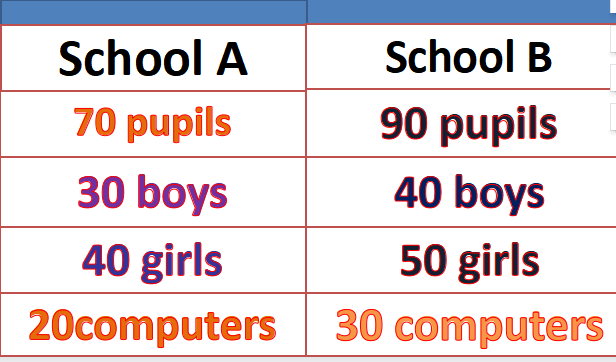 School A School B
70 pupils 90 pupils
30 boys 40 boys
40 girls 50 girls
20computers 30 computers